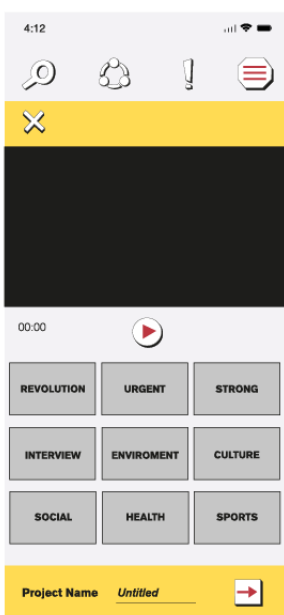 4:12
00:00
REVOLUTION URGENT STRONG
INTERVIEW ENVIROMENT CULTURE
SOCIAL HEALTH SPORTS
Project Name Untitled